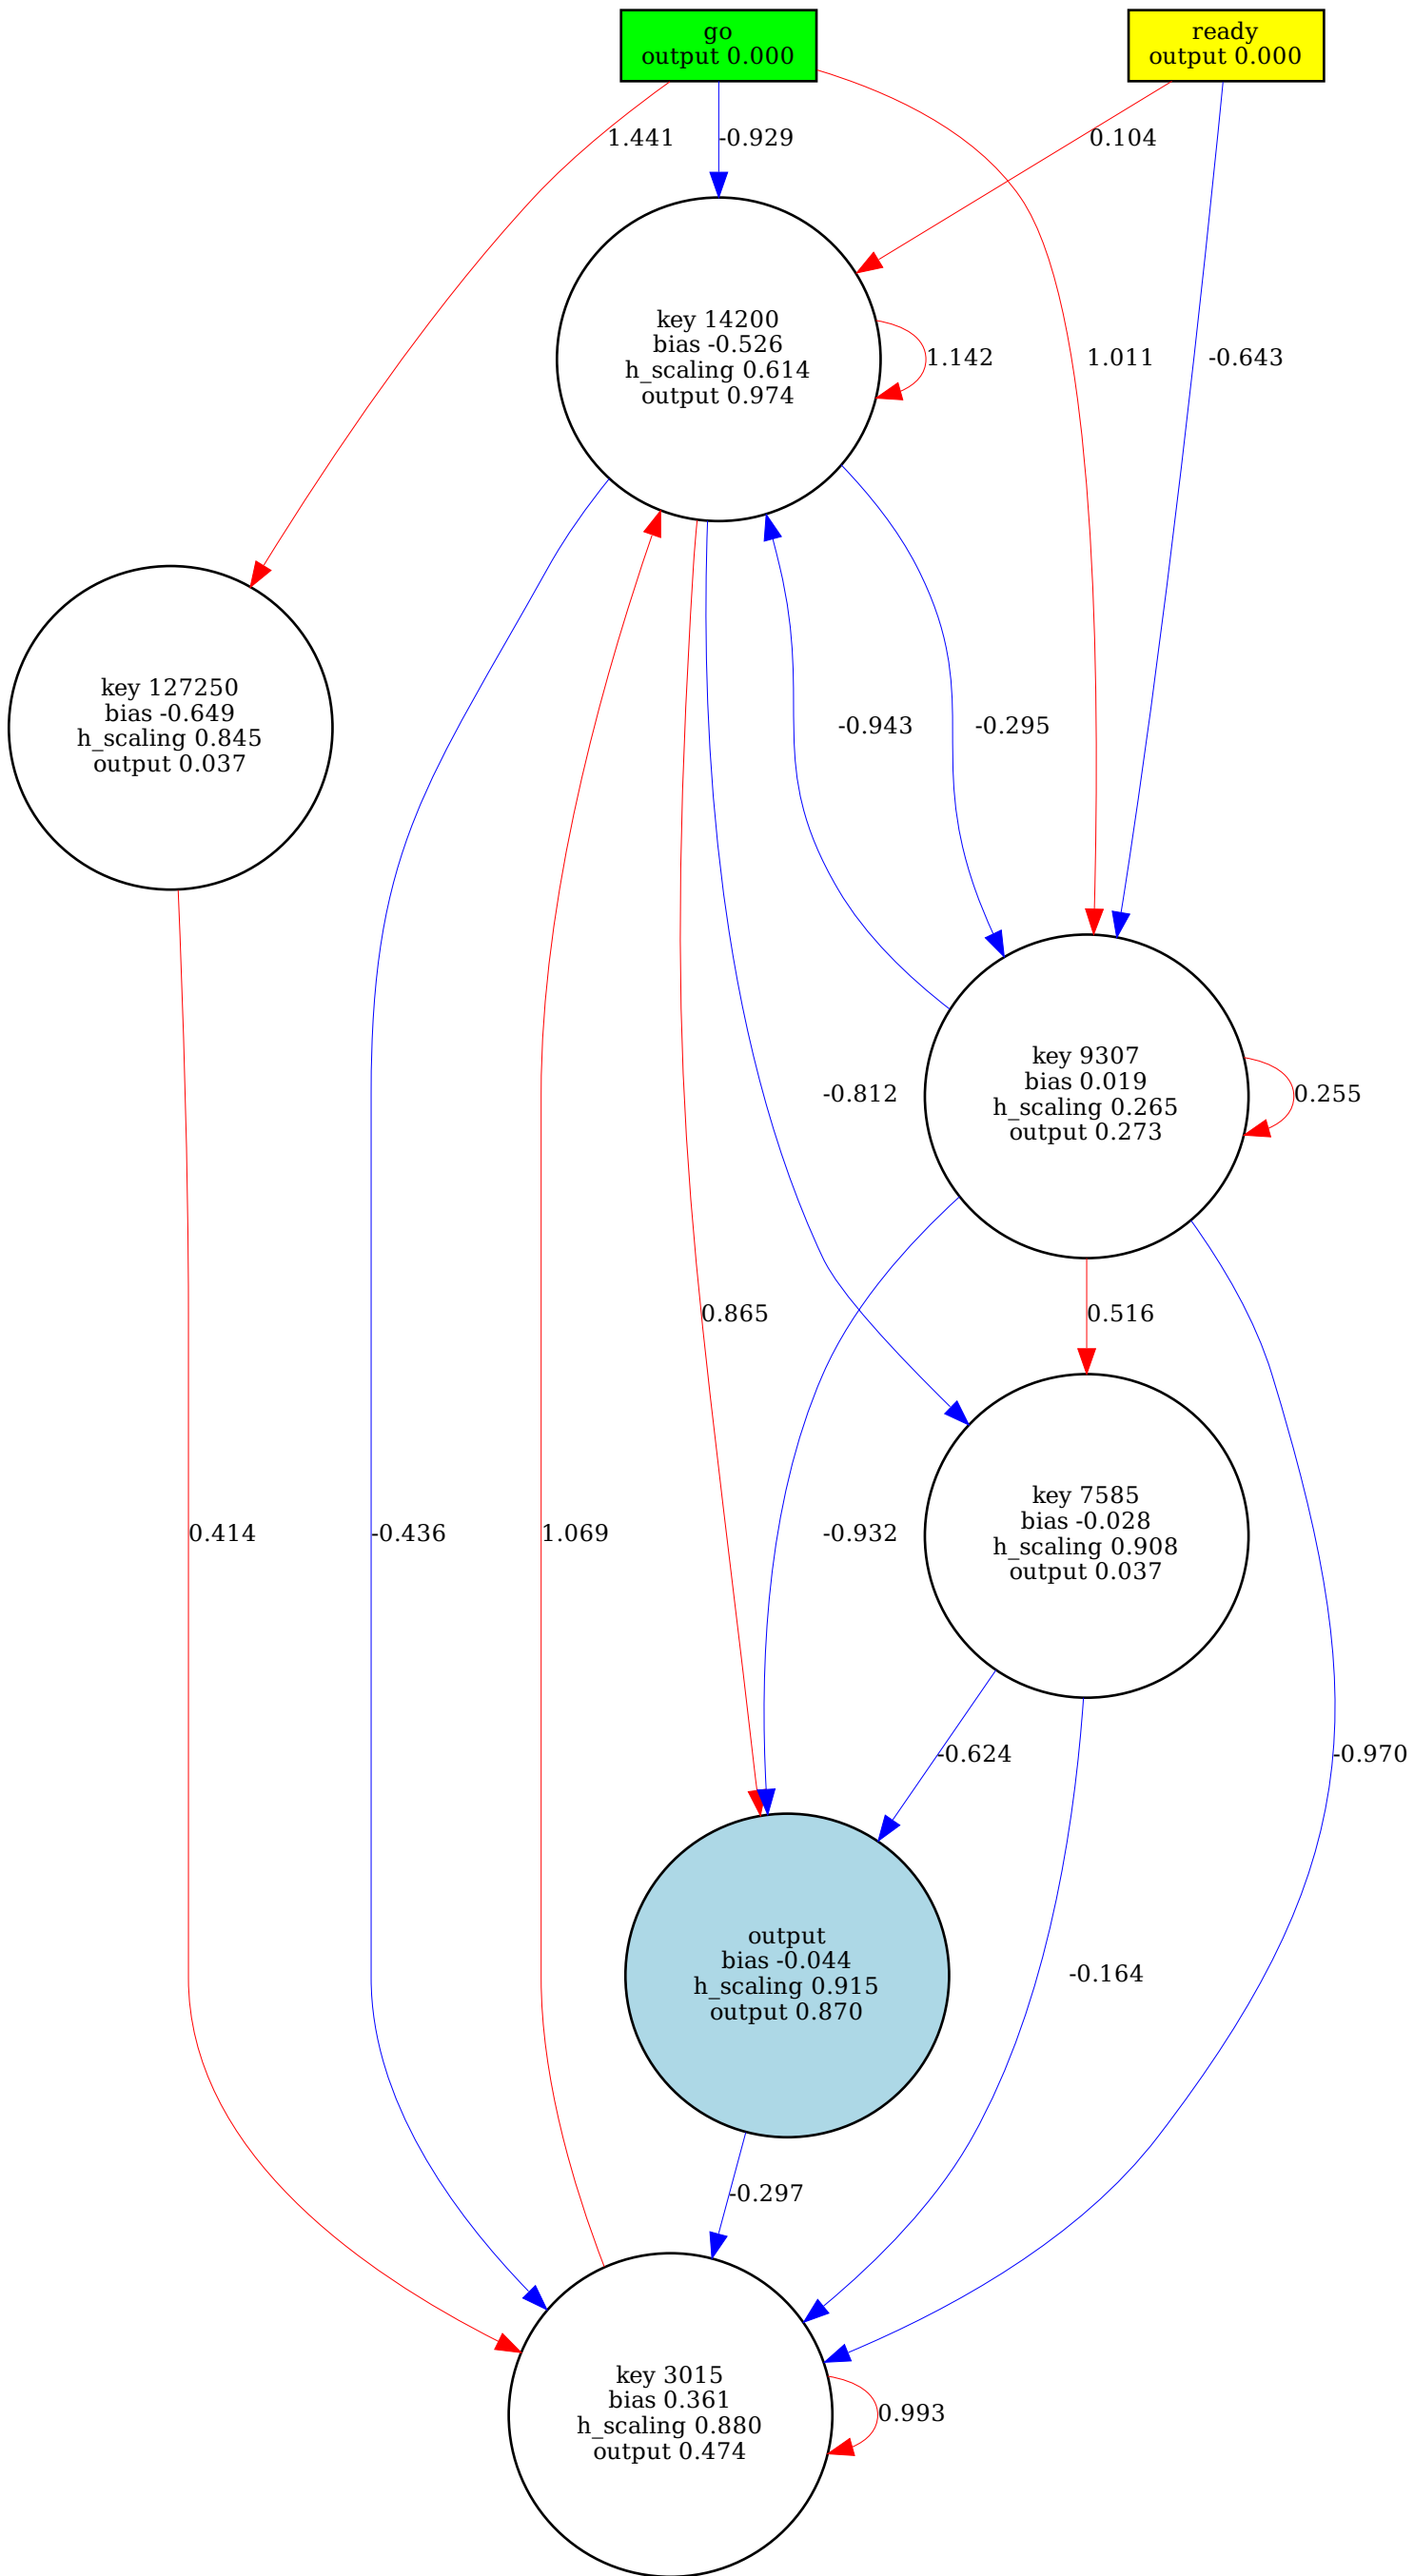 go
output 0.000
ready
output 0.000
1.441
-0.929
0.104
key 14200
bias -0.526
h_scaling 0.614
output 0.974
1.142
1.011
-0.643
key 127250
bias -0.649
h_scaling 0.845
output 0.037
-0.943
-0.295
key 9307
bias 0.019
h_scaling 0.265
output 0.273
-0.812
0.255
0.865
0.516
0.414
-0.436
1.069
-0.932
key 7585
bias -0.028
h_scaling 0.908
output 0.037
-0.624
-0.970
output
bias -0.044
h_scaling 0.915
output 0.870
-0.164
-0.297
key 3015
bias 0.361
h_scaling 0.880
output 0.474
0.993